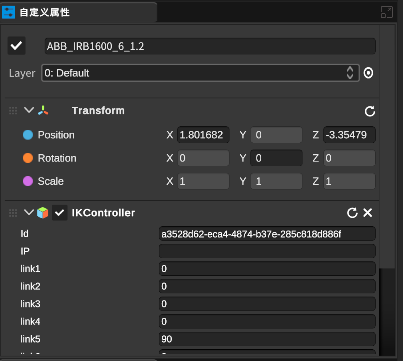 自定义属性
ABB_IRB1600_6_1.2
Layer 0: Default
Transform
Position X 1.801682 Y 0 Z -3.35479
Rotation X 0 Y 0 Z 0
Scale X 1 Y 1 Z 1
IKController
Id a3528d62-eca4-4874-b37e-285c818d886f
IP
link1 0
link2 0
link3 0
link4 0
link5 90